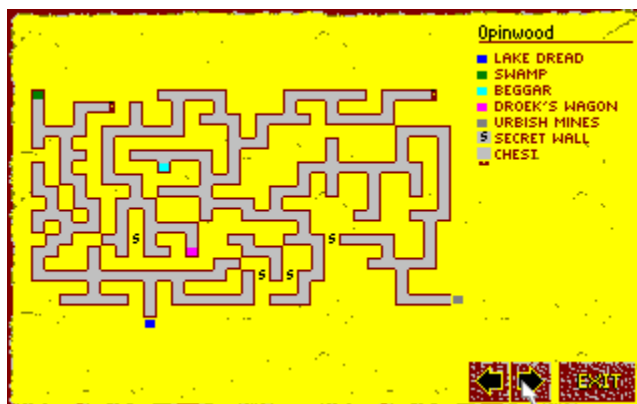 Opinwood
LAKE DREAD
SWAMP
BEGGAR
DROEK'S WAGON
URBISH MINES
S SECRET WALL
CHEST
S
S
S S
EXIT